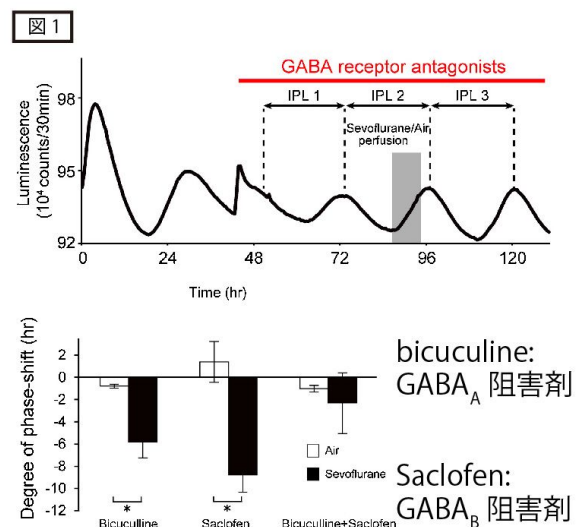 図 1
GABA receptor antagonists
IPL 1 IPL 2 IPL 3
Sevoflurane/Air
perfusion
Luminescence
(10⁴ counts/30min)
98
95
92
0 24 48 72 96 120
Time (hr)
Degree of phase-shift (hr)
2
0
-2
-4
-6
-8
-10
-12
Air
Sevoflurane
* *
Bicuculline Saclofen Bicuculline+Saclofen
bicuculine:
GABA_A 阻害剤
Saclofen:
GABA_B 阻害剤